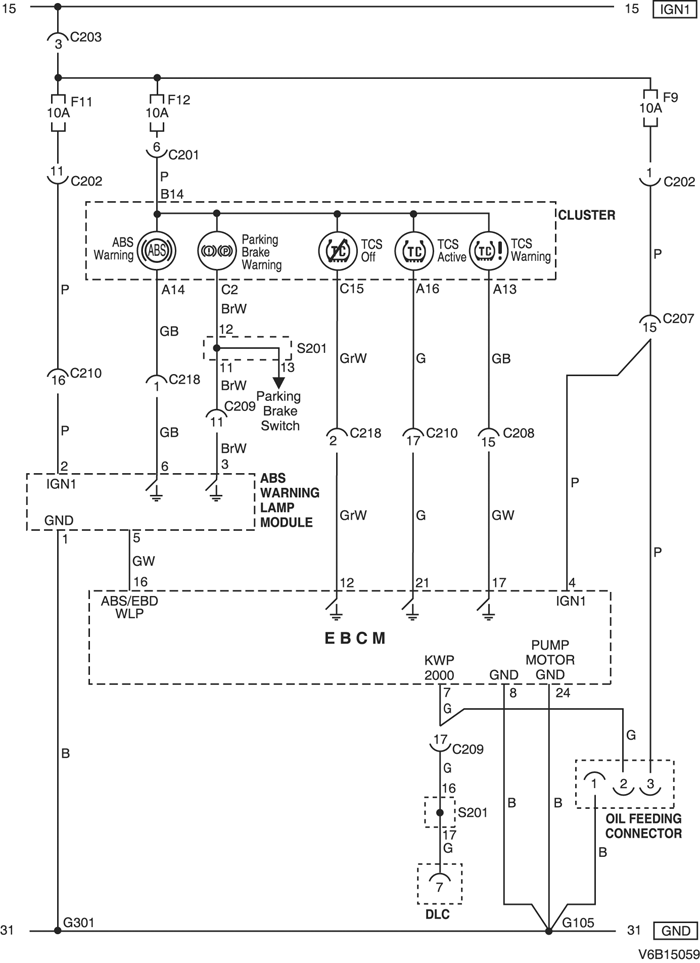 15
15 IGN1
3 C203
F11
10A
F12
10A
F9
10A
6 C201
11 C202
1 C202
P
B14
CLUSTER
ABS
Warning
ABS
Parking
Brake
Warning
(!) (P)
TC
TCS
Off
TC
TCS
Active
TC !
TCS
Warning
A14
C2
C15
A16
A13
P
P
GB
BrW
12
S201
11
13
15 C207
GrW
G
GB
16 C210
1 C218
BrW
C209
11
Parking
Brake
Switch
2 C218
17 C210
15 C208
P
GB
BrW
2
IGN1
6
3
ABS
WARNING
LAMP
MODULE
GND
1
5
GW
16
GrW
G
GW
P
P
12
21
17
4
ABS/EBD
WLP
IGN1
E B C M
KWP
2000
GND
PUMP
MOTOR
GND
7
8
24
G
G
17 C209
G
16
S201
17
G
7
DLC
B
B
B
1
2
3
OIL FEEDING
CONNECTOR
B
31
G301
G105
31 GND
V6B15059